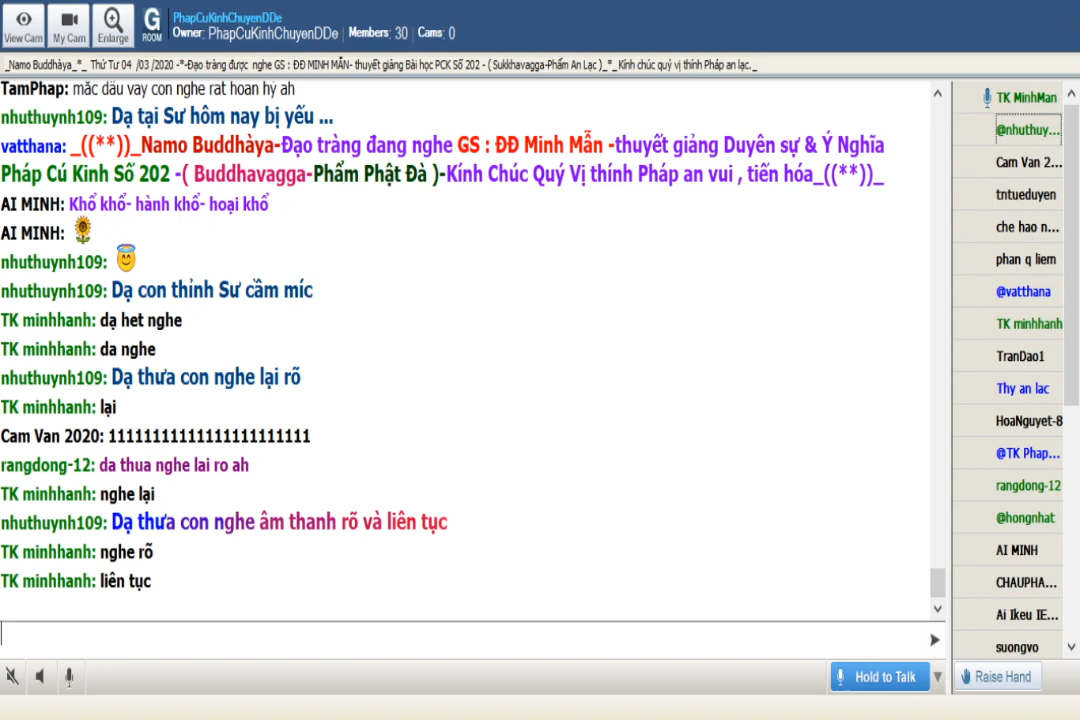 View Cam
My Cam
Enlarge
G
ROOM
PhapCuKinhChuyenDDe
Owner: PhapCuKinhChuyenDDe | Members: 30 | Cams: 0
_Namo Buddhàya_*_ Thứ Tư 04 /03 /2020 -*-Đạo tràng được nghe GS : ĐĐ MINH MẪN- thuyết giảng Bài học PCK Số 202 - ( Sukkhavagga-Phẩm An Lạc )_*_Kính chúc quý vị thính Pháp an lạc._
TamPhap: mắc dầu vay con nghe rat hoan hỷ ah
nhuthuynh109: Dạ tại Sư hôm nay bị yếu ...
vatthana: _((**))_Namo Buddhàya-Đạo tràng đang nghe GS : ĐĐ Minh Mẫn -thuyết giảng Duyên sự & Ý Nghĩa
Pháp Cú Kinh Số 202 -( Buddhavagga-Phẩm Phật Đà )-Kính Chúc Quý Vị thính Pháp an vui , tiến hóa_((**))_
AI MINH: Khổ khổ- hành khổ- hoại khổ
AI MINH:
nhuthuynh109:
nhuthuynh109: Dạ con thỉnh Sư cầm míc
TK minhhanh: dạ het nghe
TK minhhanh: da nghe
nhuthuynh109: Dạ thưa con nghe lại rõ
TK minhhanh: lại
Cam Van 2020: 11111111111111111111111
rangdong-12: da thua nghe lai ro ah
TK minhhanh: nghe lại
nhuthuynh109: Dạ thưa con nghe âm thanh rõ và liên tục
TK minhhanh: nghe rõ
TK minhhanh: liên tục
TK MinhMan
@nhuthuy...
Cam Van 2...
tntueduyen
che hao n...
phan q liem
@vatthana
TK minhhanh
TranDao1
Thy an lac
HoaNguyet-8
@TK Phap...
rangdong-12
@hongnhat
AI MINH
CHAUPHA...
Ai Ikeu IE...
suongvo
Hold to Talk
Raise Hand